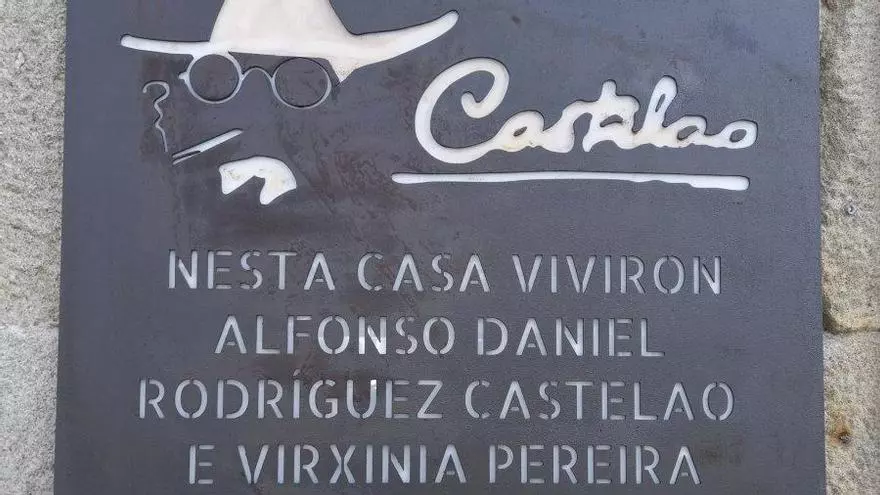 Castelao
NESTA CASA VIVIRON
ALFONSO DANIEL
RODRÍGUEZ CASTELAO
E VIRXINIA PEREIRA